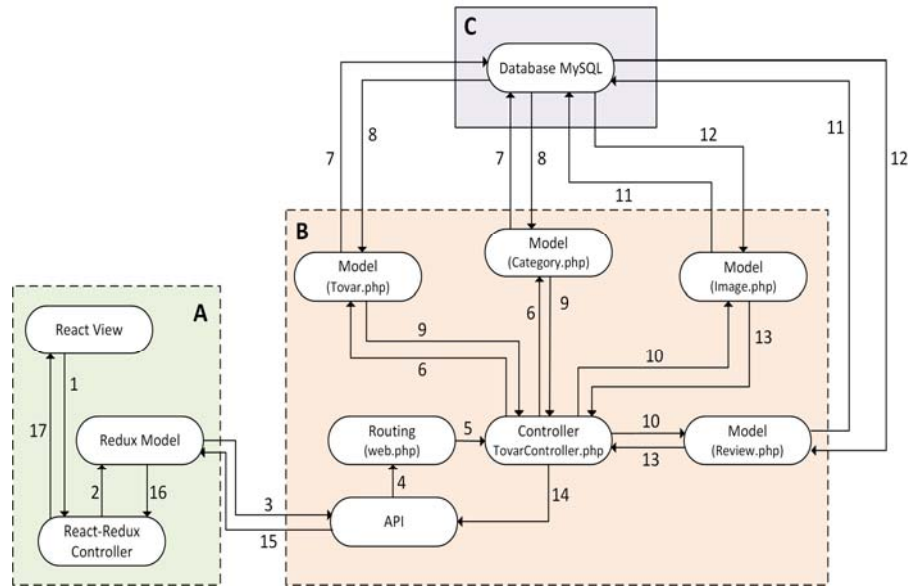 C
Database MySQL
7
8
7
8
12
11
11
12
B
Model
(Tovar.php)
Model
(Category.php)
Model
(Image.php)
A
React View
1
17
Redux Model
2
16
React-Redux
Controller
9
6
6
9
10
13
Routing
(web.php)
5
Controller
TovarController.php
10
13
Model
(Review.php)
4
14
API
3
15